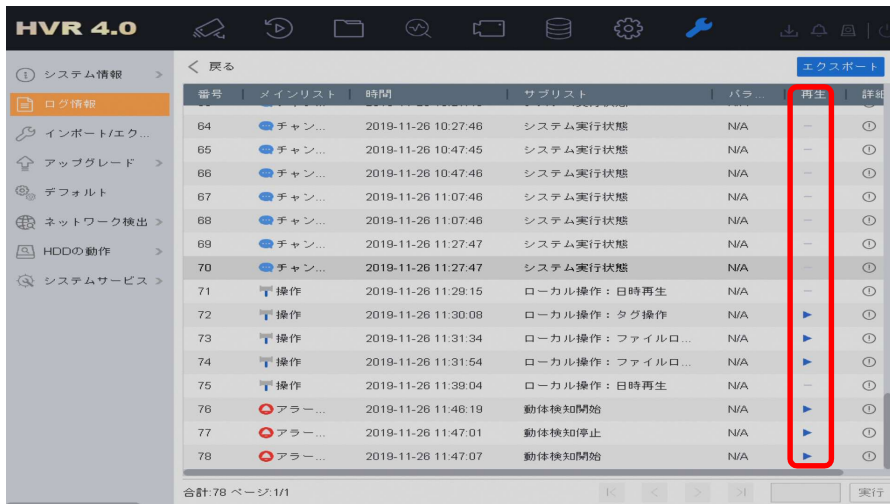 HVR 4.0
システム情報 >
ログ情報
インポート/エク...
アップグレード >
デフォルト
ネットワーク検出 >
HDDの動作 >
システムサービス >
< 戻る
エクスポート
番号 メインリスト 時間 サブリスト パラ... 再生 詳細
64 チャン... 2019-11-26 10:27:46 システム実行状態 N/A —
65 チャン... 2019-11-26 10:47:45 システム実行状態 N/A —
66 チャン... 2019-11-26 10:47:46 システム実行状態 N/A —
67 チャン... 2019-11-26 11:07:46 システム実行状態 N/A —
68 チャン... 2019-11-26 11:07:46 システム実行状態 N/A —
69 チャン... 2019-11-26 11:27:47 システム実行状態 N/A —
70 チャン... 2019-11-26 11:27:47 システム実行状態 N/A —
71 操作 2019-11-26 11:29:15 ローカル操作：日時再生 N/A —
72 操作 2019-11-26 11:30:08 ローカル操作：タグ操作 N/A
73 操作 2019-11-26 11:31:34 ローカル操作：ファイルロ... N/A
74 操作 2019-11-26 11:31:54 ローカル操作：ファイルロ... N/A
75 操作 2019-11-26 11:39:04 ローカル操作：日時再生 N/A —
76 アラー... 2019-11-26 11:46:19 動体検知開始 N/A
77 アラー... 2019-11-26 11:47:01 動体検知停止 N/A
78 アラー... 2019-11-26 11:47:07 動体検知開始 N/A
合計:78 ページ:1/1
実行